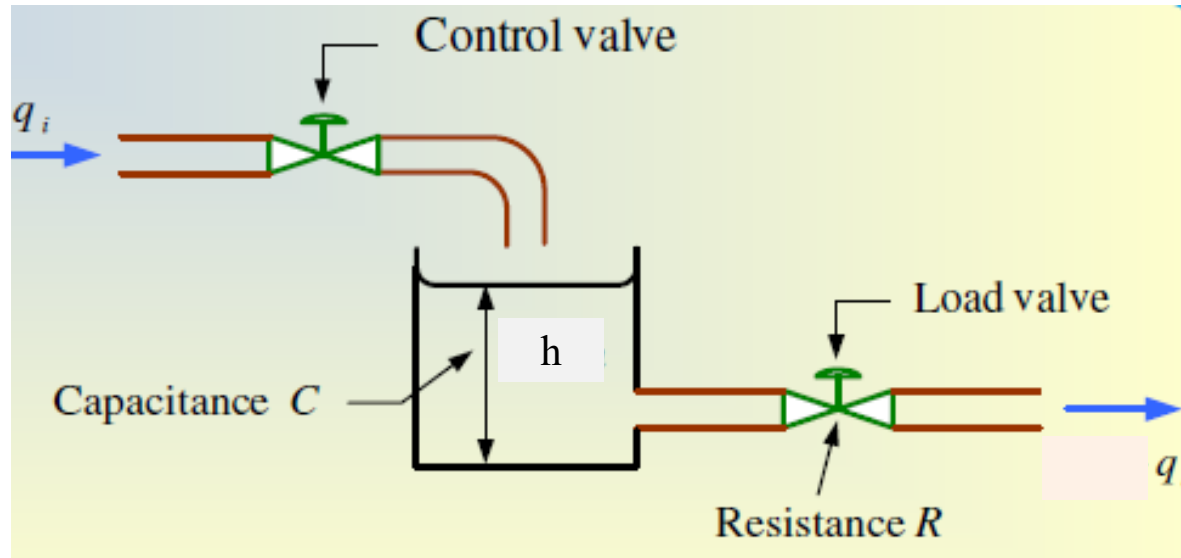 Control valve
q i
Load valve
h
Capacitance C
q
Resistance R